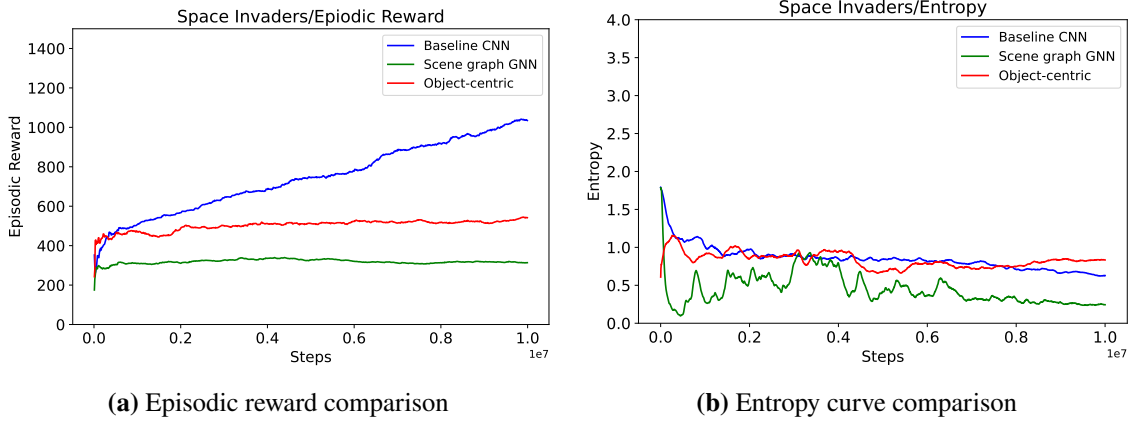 Space Invaders/Epiodic Reward
1400
1200
1000
800
600
400
200
0
Episodic Reward
Baseline CNN
Scene graph GNN
Object-centric
0.0 0.2 0.4 0.6 0.8 1.0
1e7
Steps
(a) Episodic reward comparison
Space Invaders/Entropy
4.0
3.5
3.0
2.5
2.0
1.5
1.0
0.5
0.0
Entropy
Baseline CNN
Scene graph GNN
Object-centric
0.0 0.2 0.4 0.6 0.8 1.0
1e7
Steps
(b) Entropy curve comparison